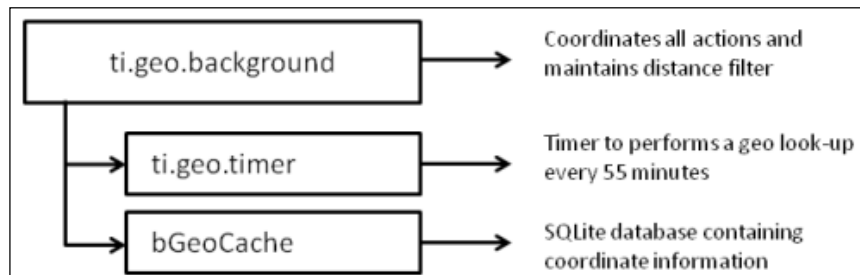 ti.geo.background
Coordinates all actions and
maintains distance filter
ti.geo.timer
Timer to performs a geo look-up
every 55 minutes
bGeoCache
SQLite database containing
coordinate information